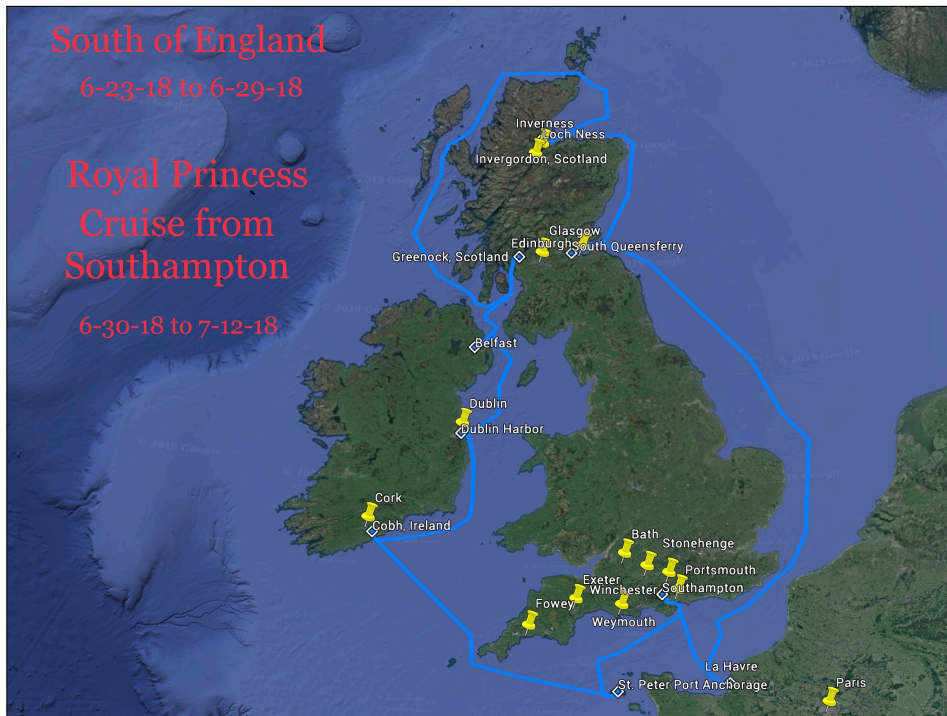 South of England
6-23-18 to 6-29-18
Royal Princess
Cruise from
Southampton
6-30-18 to 7-12-18
Inverness
Loch Ness
Invergordon, Scotland
Glasgow
Edinburgh
South Queensferry
Greenock, Scotland
Belfast
Dublin
Dublin Harbor
Cork
Cobh, Ireland
Bath
Stonehenge
Portsmouth
Exeter
Winchester
Southampton
Fowey
Weymouth
La Havre
St. Peter Port Anchorage
Paris
© 2019 Google